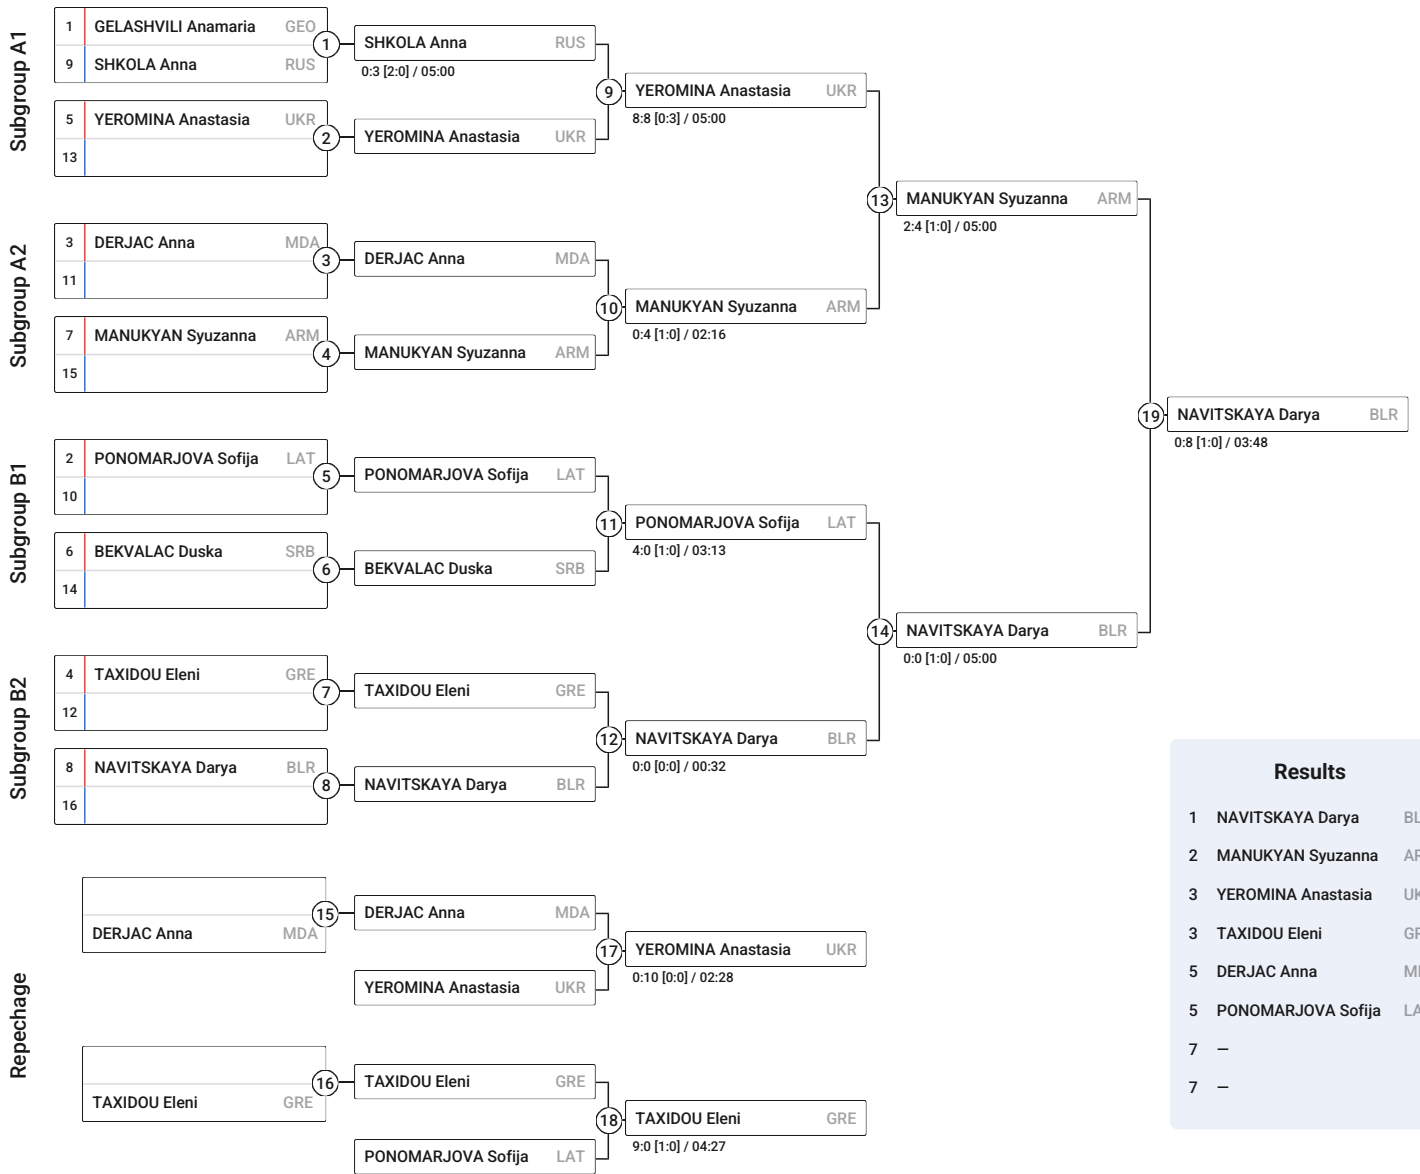 Subgroup A1
1 GELASHVILI Anamaria GEO
9 SHKOLA Anna RUS
1
SHKOLA Anna RUS
0:3 [2:0] / 05:00
5 YEROMINA Anastasia UKR
13
2
YEROMINA Anastasia UKR
9
YEROMINA Anastasia UKR
8:8 [0:3] / 05:00
Subgroup A2
3 DERJAC Anna MDA
11
3
DERJAC Anna MDA
7 MANUKYAN Syuzanna ARM
15
4
MANUKYAN Syuzanna ARM
10
MANUKYAN Syuzanna ARM
0:4 [1:0] / 02:16
13
MANUKYAN Syuzanna ARM
2:4 [1:0] / 05:00
Subgroup B1
2 PONOMARJOVA Sofija LAT
10
5
PONOMARJOVA Sofija LAT
6 BEKVALAC Duska SRB
14
6
BEKVALAC Duska SRB
11
PONOMARJOVA Sofija LAT
4:0 [1:0] / 03:13
Subgroup B2
4 TAXIDOU Eleni GRE
12
7
TAXIDOU Eleni GRE
8 NAVITSKAYA Darya BLR
16
8
NAVITSKAYA Darya BLR
12
NAVITSKAYA Darya BLR
0:0 [0:0] / 00:32
14
NAVITSKAYA Darya BLR
0:0 [1:0] / 05:00
19
NAVITSKAYA Darya BLR
0:8 [1:0] / 03:48
Repechage
DERJAC Anna MDA
15
DERJAC Anna MDA
YEROMINA Anastasia UKR
17
YEROMINA Anastasia UKR
0:10 [0:0] / 02:28
TAXIDOU Eleni GRE
16
TAXIDOU Eleni GRE
PONOMARJOVA Sofija LAT
18
TAXIDOU Eleni GRE
9:0 [1:0] / 04:27
Results
1 NAVITSKAYA Darya
2 MANUKYAN Syuzanna
3 YEROMINA Anastasia
3 TAXIDOU Eleni
5 DERJAC Anna
5 PONOMARJOVA Sofija
7 –
7 –